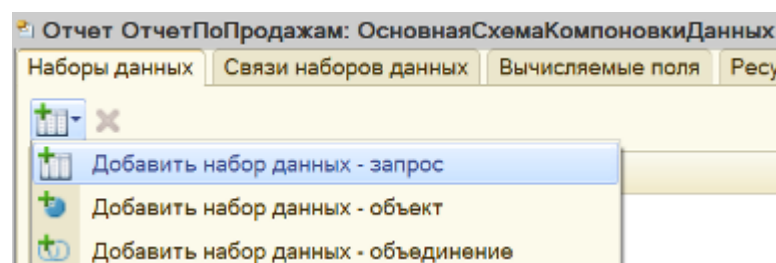 Отчет ОтчетПоПродажам: ОсновнаяСхемаКомпоновкиДанных
Наборы данных Связи наборов данных Вычисляемые поля Ресу
Добавить набор данных - запрос
Добавить набор данных - объект
Добавить набор данных - объединение